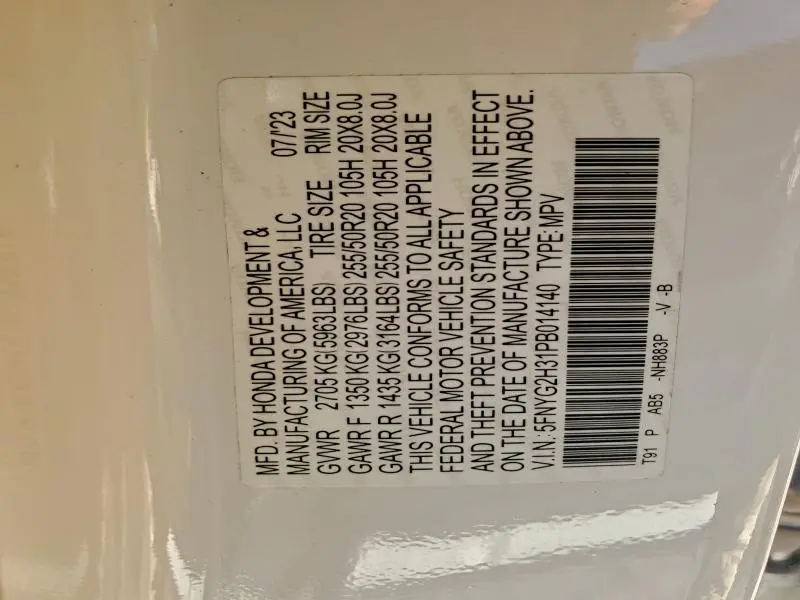 MFD. BY HONDA DEVELOPMENT &
MANUFACTURING OF AMERICA, LLC 07/'23
GVWR 2705 KG(5963LBS) TIRE SIZE RIM SIZE
GAWR F 1350 KG(2976LBS) 255/50R20 105H 20X8.0J
GAWR R 1435 KG(3164LBS) 255/50R20 105H 20X8.0J
THIS VEHICLE CONFORMS TO ALL APPLICABLE
FEDERAL MOTOR VEHICLE SAFETY
AND THEFT PREVENTION STANDARDS IN EFFECT
ON THE DATE OF MANUFACTURE SHOWN ABOVE.
V.I.N.: 5FNYG2H31PB014140 TYPE: MPV
T91 P AB5 -NH883P -V -B